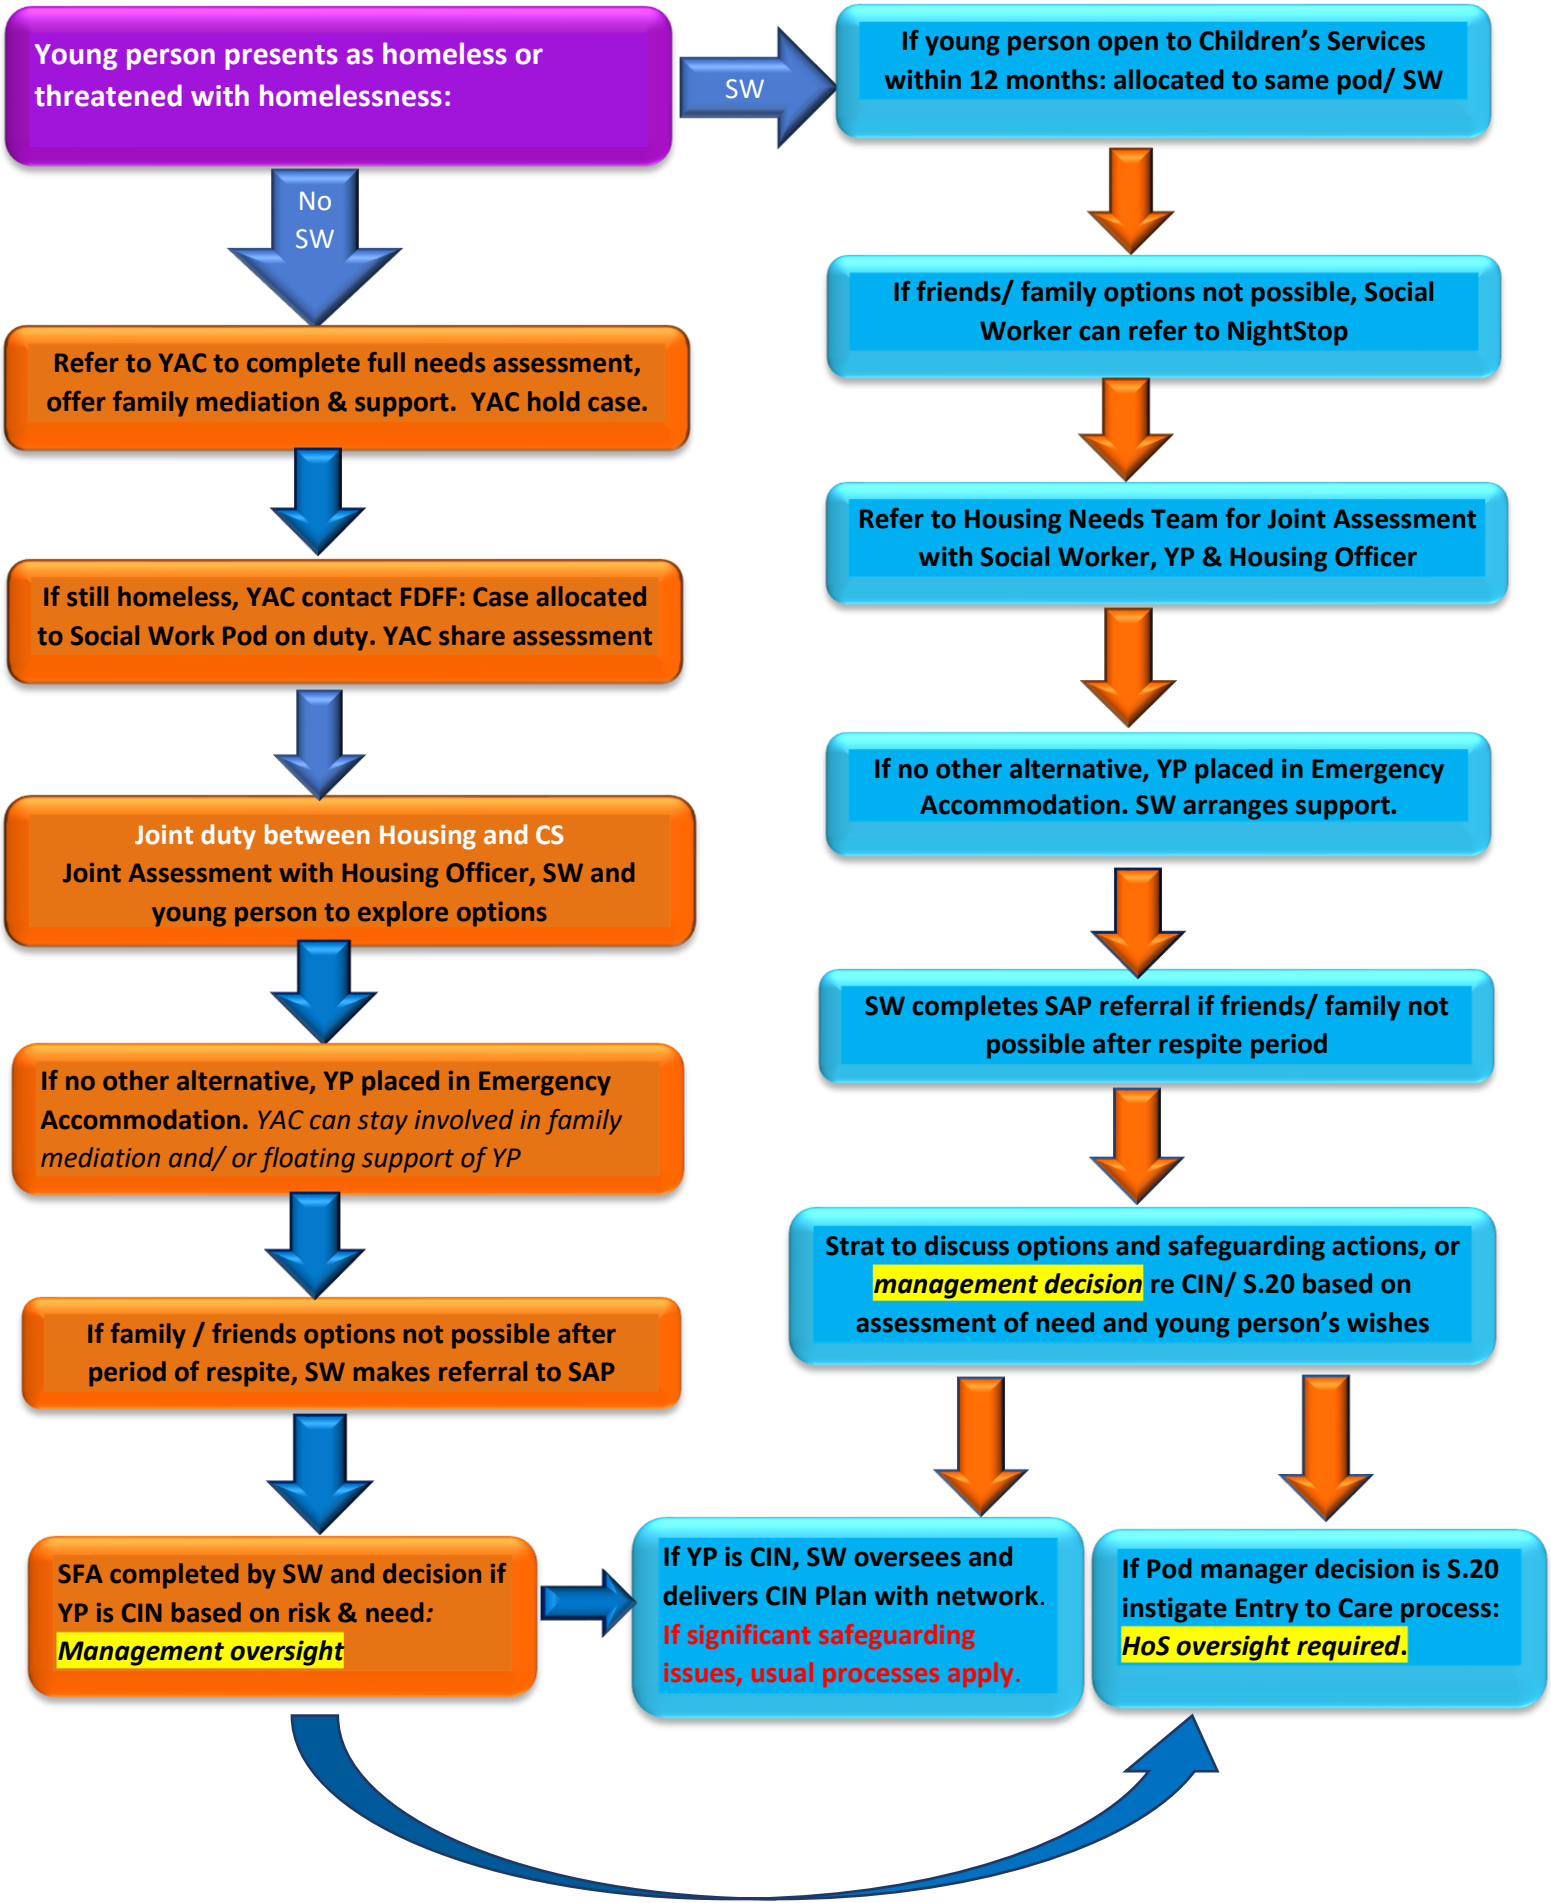 Young person presents as homeless or
threatened with homelessness:
SW
If young person open to Children’s Services
within 12 months: allocated to same pod/ SW
No
SW
Refer to YAC to complete full needs assessment,
offer family mediation & support.  YAC hold case.
If still homeless, YAC contact FDFF: Case allocated
to Social Work Pod on duty. YAC share assessment
Joint duty between Housing and CS
Joint Assessment with Housing Officer, SW and
young person to explore options
If no other alternative, YP placed in Emergency
Accommodation. YAC can stay involved in family
mediation and/ or floating support of YP
If family / friends options not possible after
period of respite, SW makes referral to SAP
SFA completed by SW and decision if
YP is CIN based on risk & need:
Management oversight
If friends/ family options not possible, Social
Worker can refer to NightStop
Refer to Housing Needs Team for Joint Assessment
with Social Worker, YP & Housing Officer
If no other alternative, YP placed in Emergency
Accommodation. SW arranges support.
SW completes SAP referral if friends/ family not
possible after respite period
Strat to discuss options and safeguarding actions, or
management decision re CIN/ S.20 based on
assessment of need and young person’s wishes
If YP is CIN, SW oversees and
delivers CIN Plan with network.
If significant safeguarding
issues, usual processes apply.
If Pod manager decision is S.20
instigate Entry to Care process:
HoS oversight required.